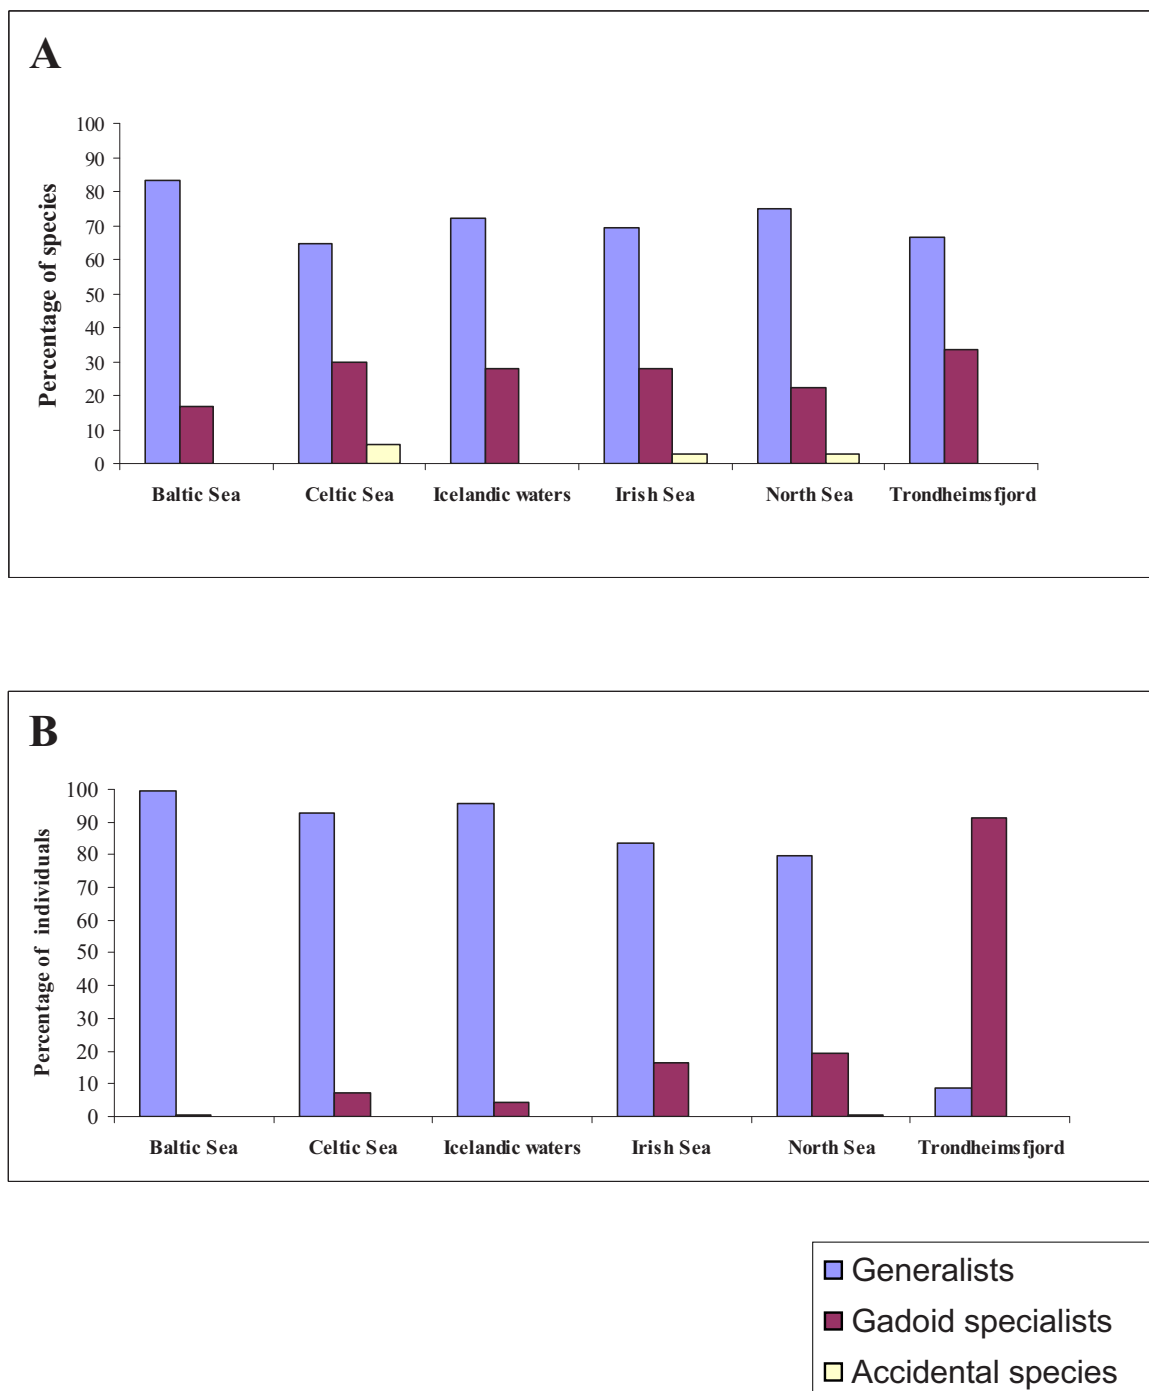 A
Percentage of species
100
90
80
70
60
50
40
30
20
10
0
Baltic Sea Celtic Sea Icelandic waters Irish Sea North Sea Trondheimsfjord
B
Percentage of individuals
100
90
80
70
60
50
40
30
20
10
0
Baltic Sea Celtic Sea Icelandic waters Irish Sea North Sea Trondheimsfjord
Generalists
Gadoid specialists
Accidental species